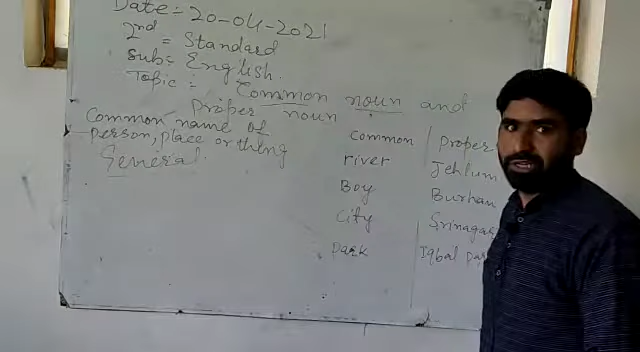 Date:- 20-04-2021
2nd = Standard
Sub:- English.
Topic :- Common noun and
Proper noun
Common name of
person, place or thing
General.
Common Proper
river Jehlum
Boy Burhan
City Srinagar
Park Iqbal par